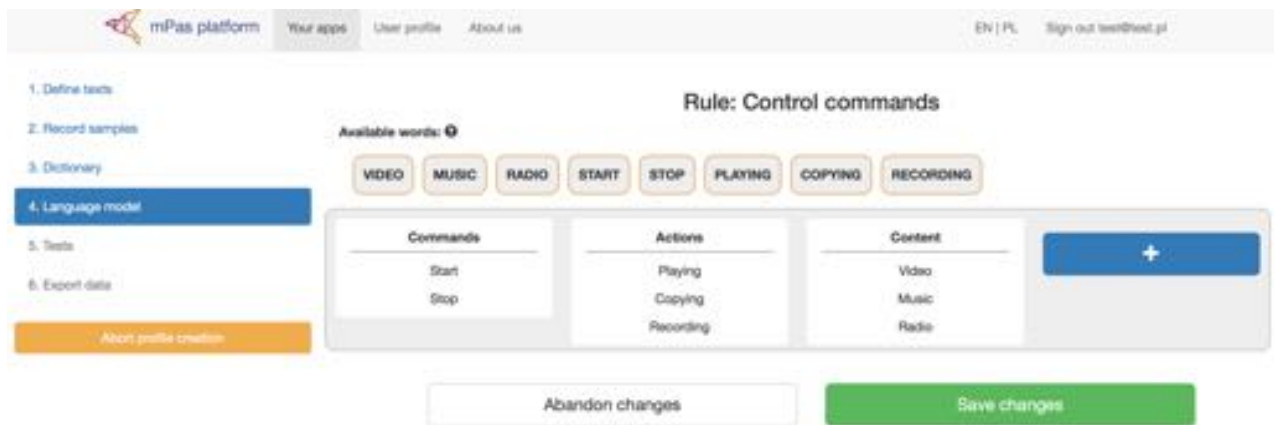 mPas platform Your apps User profile About us EN | PL Sign out test@test.pl
1. Define texts
2. Record samples
3. Dictionary
4. Language model
5. Tests
6. Export data
Abort profile creation
Rule: Control commands
Available words:
VIDEO MUSIC RADIO START STOP PLAYING COPYING RECORDING
Commands
Start
Stop
Actions
Playing
Copying
Recording
Content
Video
Music
Radio
+
Abandon changes Save changes